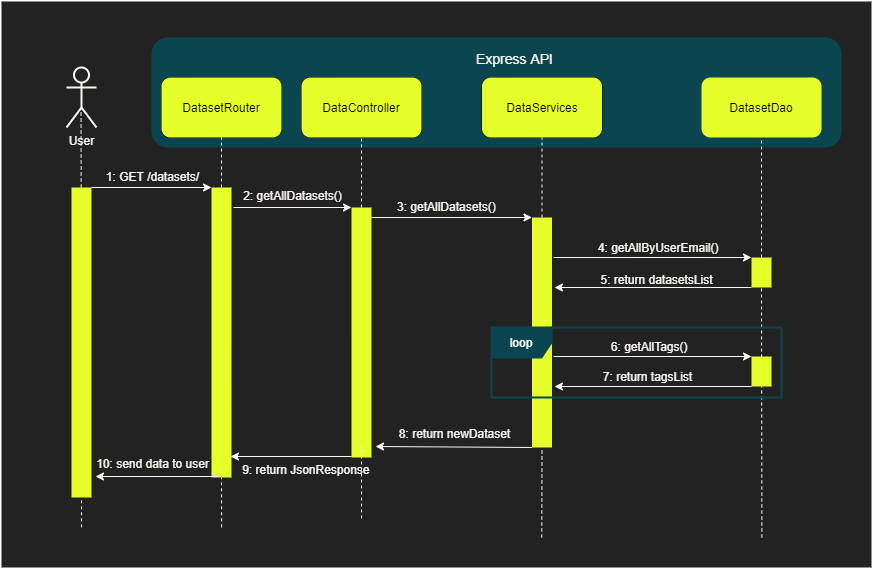 Express API
DatasetRouter
DataController
DataServices
DatasetDao
User
1: GET /datasets/
2: getAllDatasets()
3: getAllDatasets()
4: getAllByUserEmail()
5: return datasetsList
loop
6: getAllTags()
7: return tagsList
8: return newDataset
9: return JsonResponse
10: send data to user